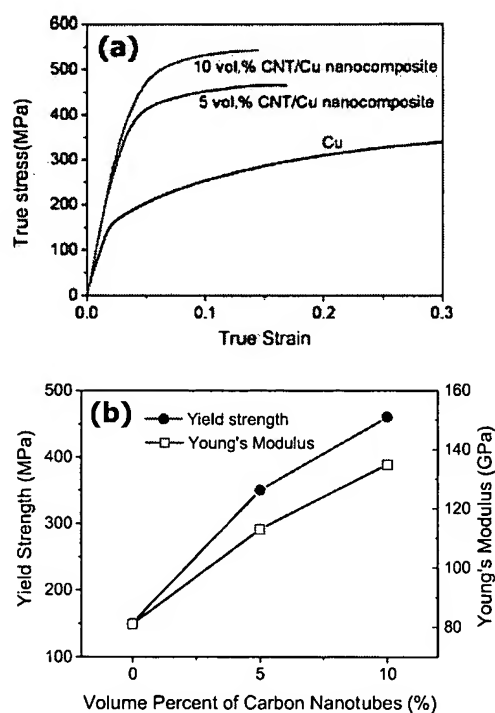 (a)
600
500
400
300
200
100
0
10 vol.% CNT/Cu nanocomposite
5 vol.% CNT/Cu nanocomposite
Cu
0.0 0.1 0.2 0.3
True stress(MPa)
True Strain
(b)
Yield strength
Young's Modulus
500
400
300
200
100
160
140
120
100
80
0 5 10
Yield Strength (MPa)
Young's Modulus (GPa)
Volume Percent of Carbon Nanotubes (%)